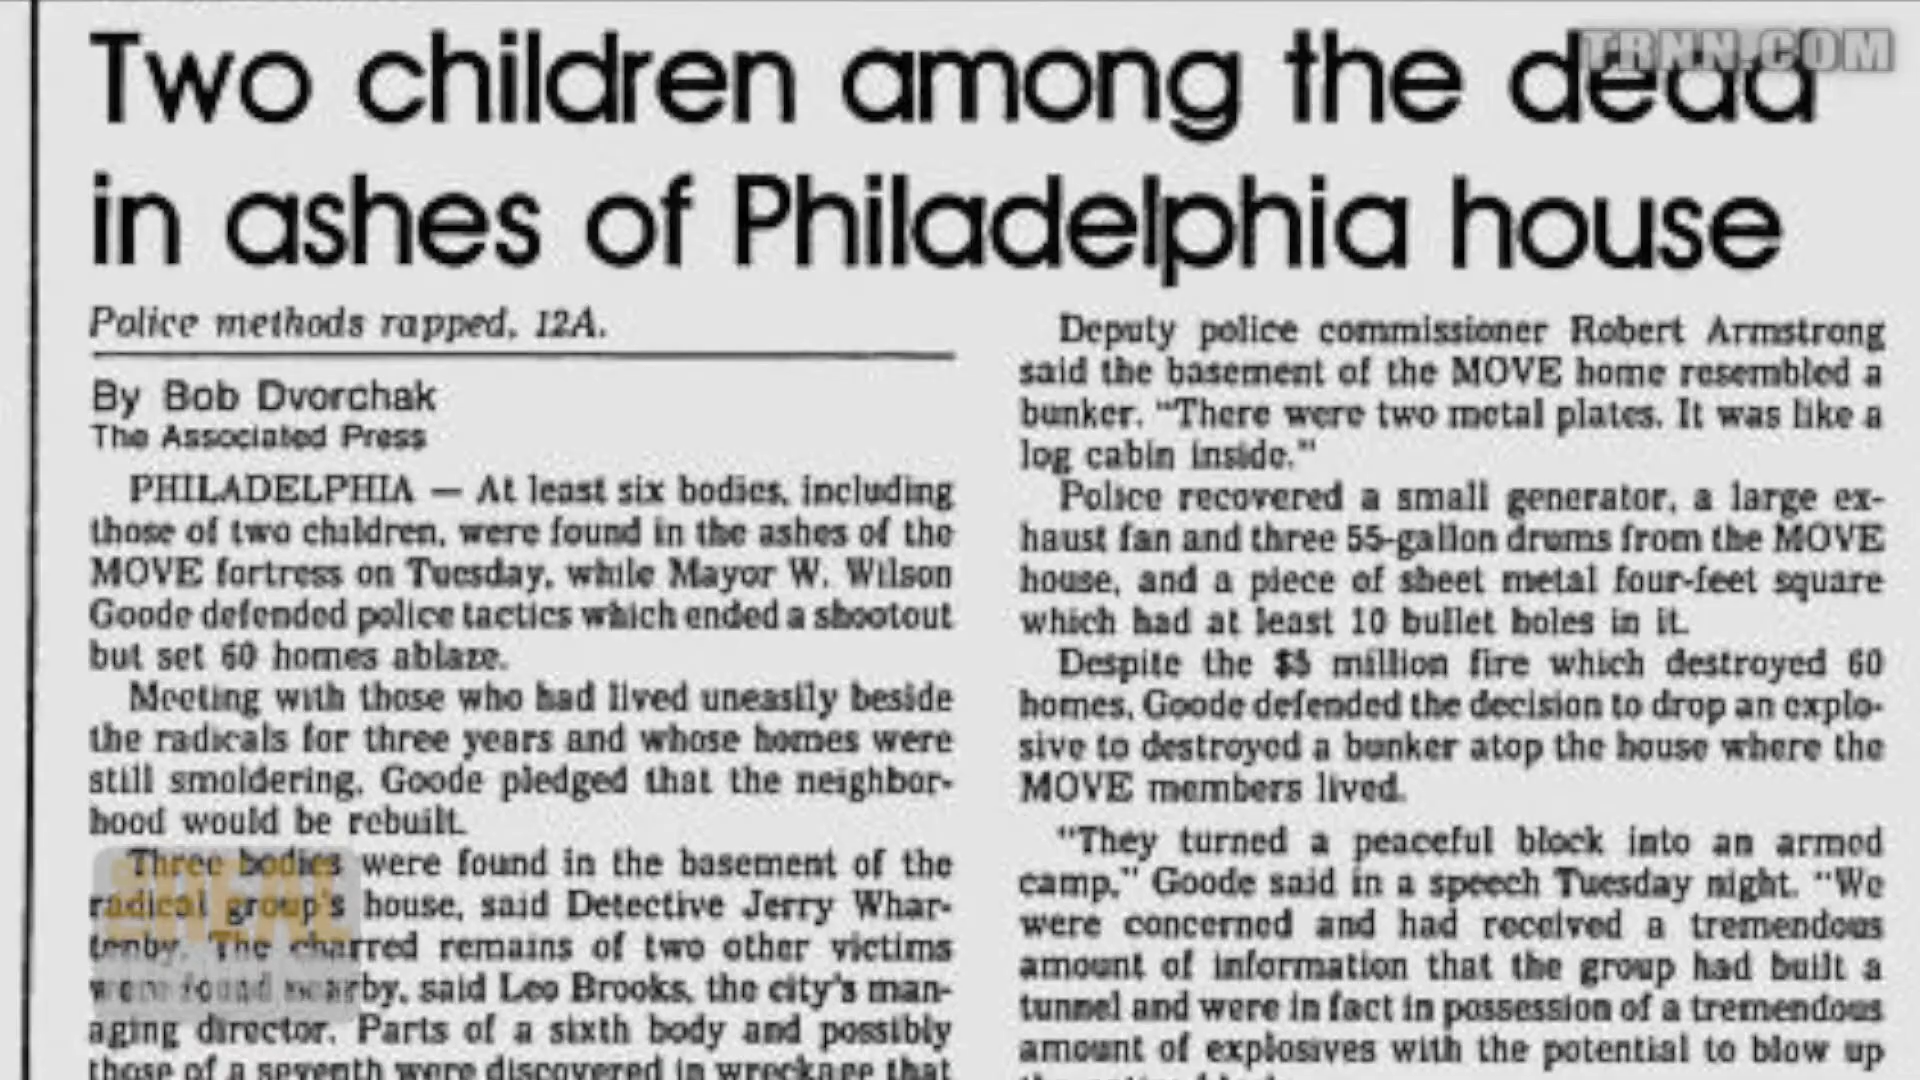 TRNN.COM
Two children among the dead
in ashes of Philadelphia house
Police methods rapped, 12A.
By Bob Dvorchak
The Associated Press
PHILADELPHIA — At least six bodies, including
those of two children, were found in the ashes of the
MOVE fortress on Tuesday, while Mayor W. Wilson
Goode defended police tactics which ended a shootout
but set 60 homes ablaze.
Meeting with those who had lived uneasily beside
the radicals for three years and whose homes were
still smoldering, Goode pledged that the neighbor-
hood would be rebuilt.
Three bodies were found in the basement of the
radical group's house, said Detective Jerry Whar-
tenby. The charred remains of two other victims
were found nearby, said Leo Brooks, the city's man-
aging director. Parts of a sixth body and possibly
those of a seventh were discovered in wreckage that
Deputy police commissioner Robert Armstrong
said the basement of the MOVE home resembled a
bunker. "There were two metal plates. It was like a
log cabin inside."
Police recovered a small generator, a large ex-
haust fan and three 55-gallon drums from the MOVE
house, and a piece of sheet metal four-feet square
which had at least 10 bullet holes in it.
Despite the $5 million fire which destroyed 60
homes, Goode defended the decision to drop an explo-
sive to destroyed a bunker atop the house where the
MOVE members lived.
"They turned a peaceful block into an armed
camp," Goode said in a speech Tuesday night. "We
were concerned and had received a tremendous
amount of information that the group had built a
tunnel and were in fact in possession of a tremendous
amount of explosives with the potential to blow up